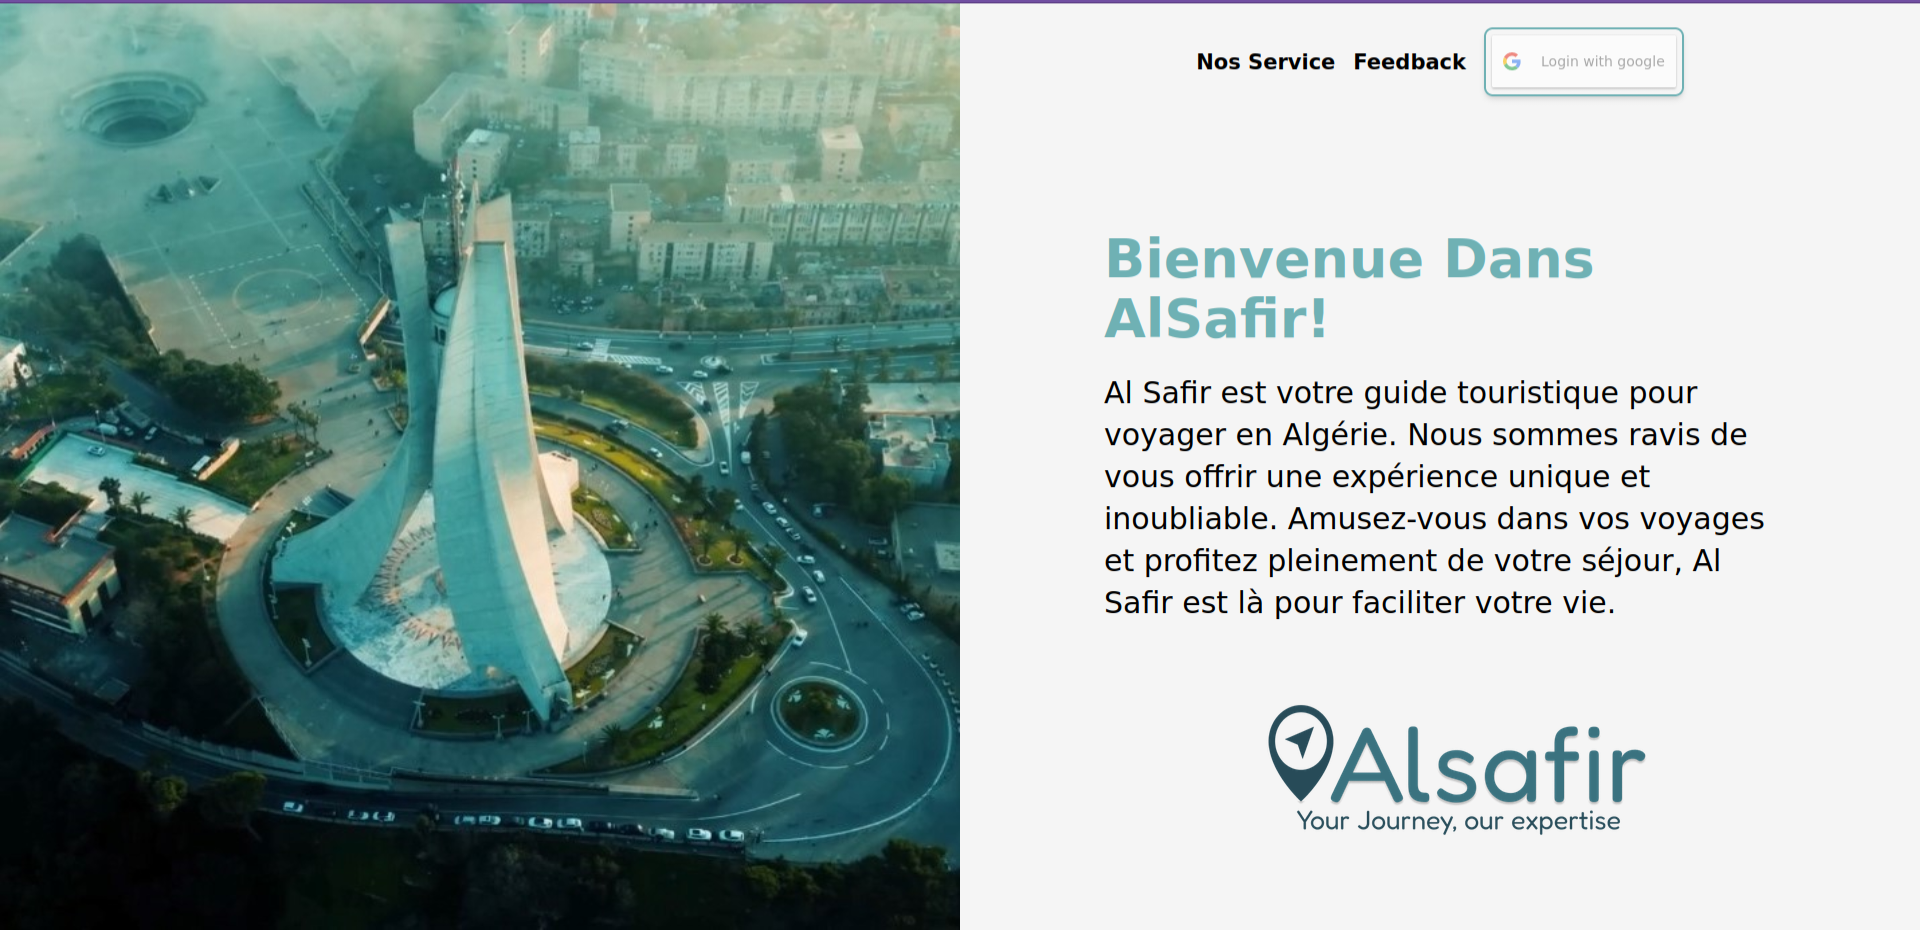 Nos Service Feedback Login with google
Bienvenue Dans
AlSafir!
Al Safir est votre guide touristique pour
voyager en Algérie. Nous sommes ravis de
vous offrir une expérience unique et
inoubliable. Amusez-vous dans vos voyages
et profitez pleinement de votre séjour, Al
Safir est là pour faciliter votre vie.
Alsafir
Your Journey, our expertise